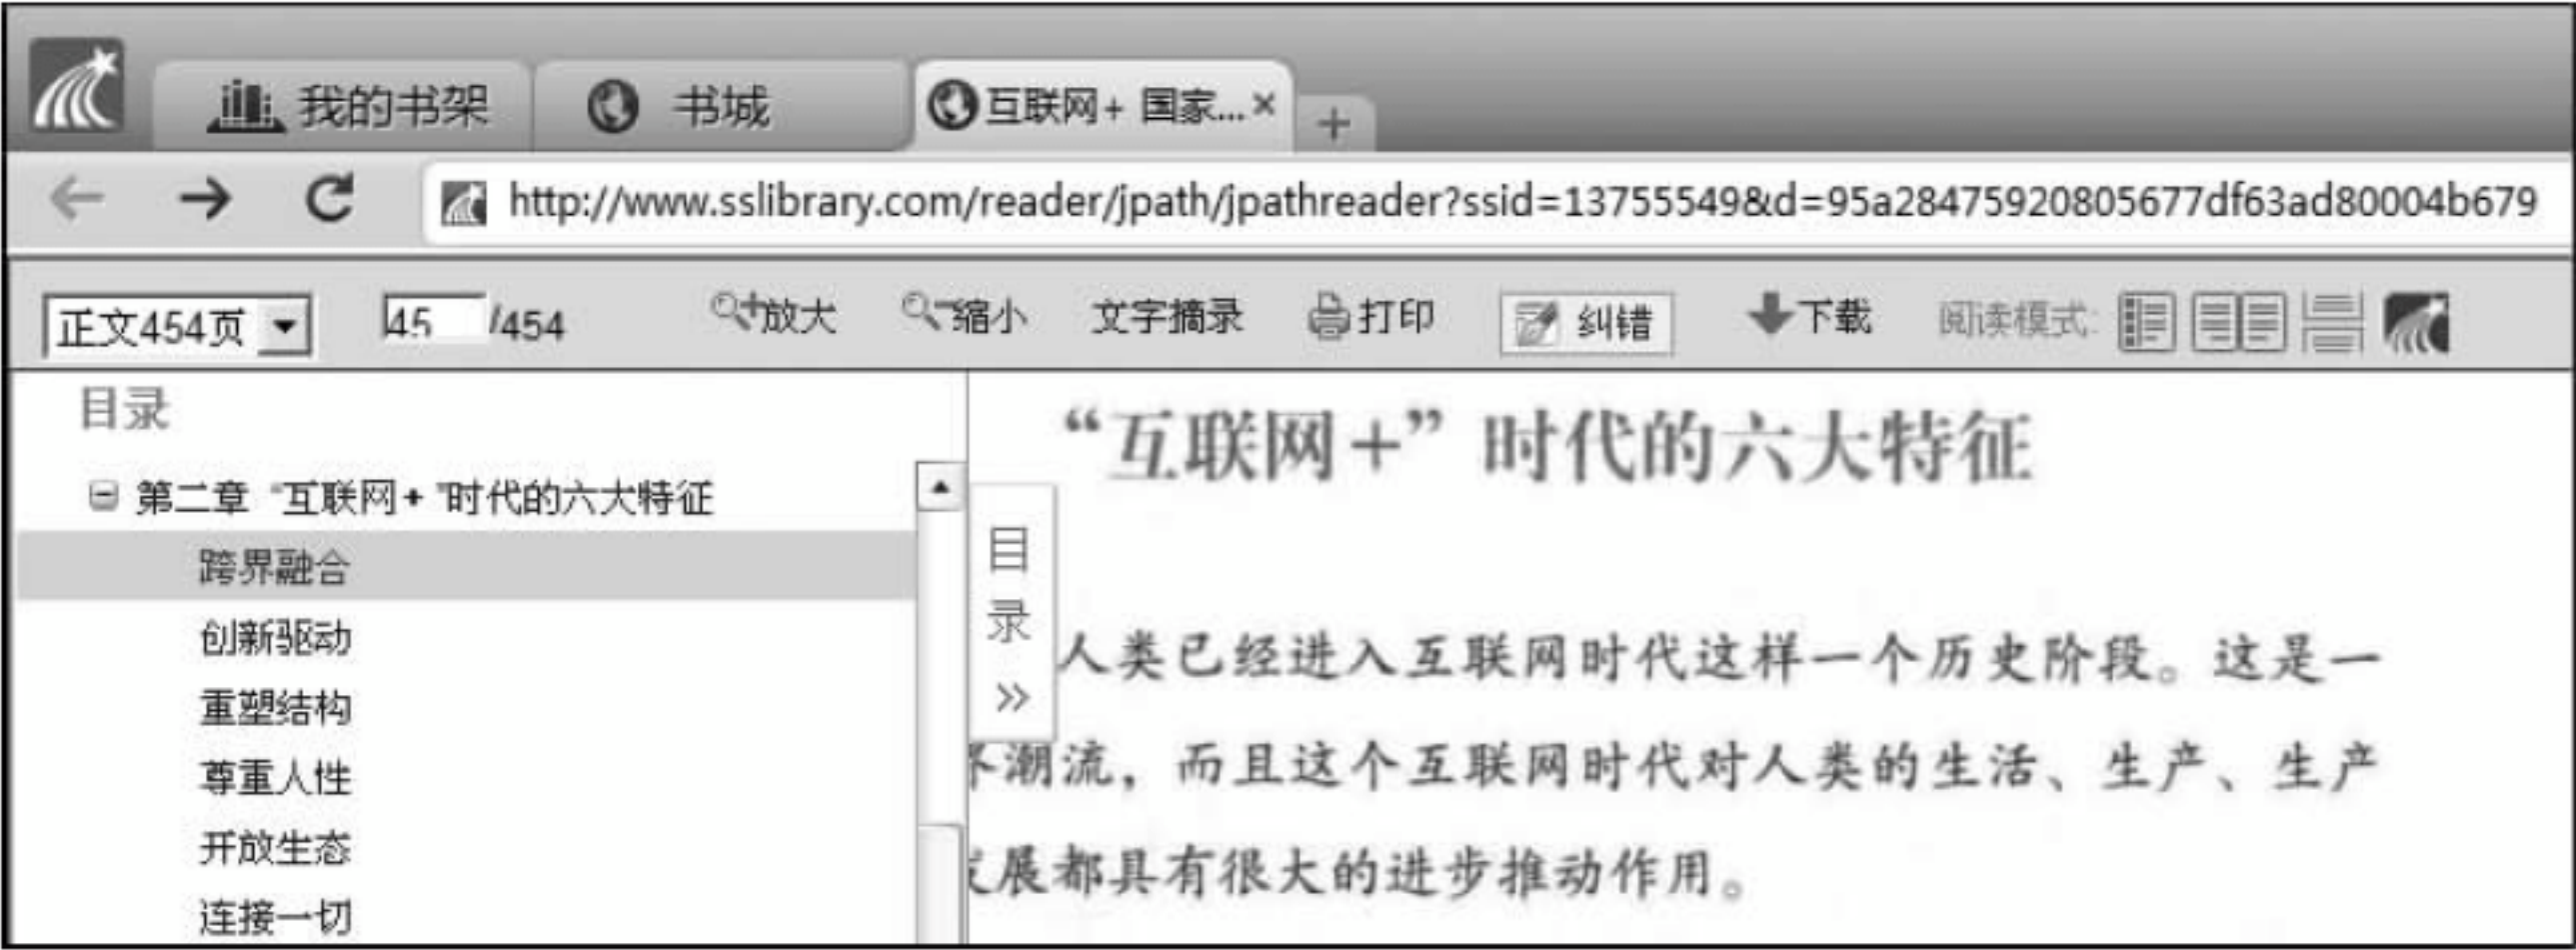 我的书架 书城 互联网+ 国家...× +
http://www.sslibrary.com/reader/jpath/jpathreader?ssid=13755549&d=95a28475920805677df63ad80004b679
正文454页 45 /454 放大 缩小 文字摘录 打印 纠错 下载 阅读模式:
目录
第二章 “互联网+”时代的六大特征
跨界融合
创新驱动
重塑结构
尊重人性
开放生态
连接一切
目录
»
“互联网+”时代的六大特征
人类已经进入互联网时代这样一个历史阶段。这是一
潮流，而且这个互联网时代对人类的生活、生产、生产
展都具有很大的进步推动作用。